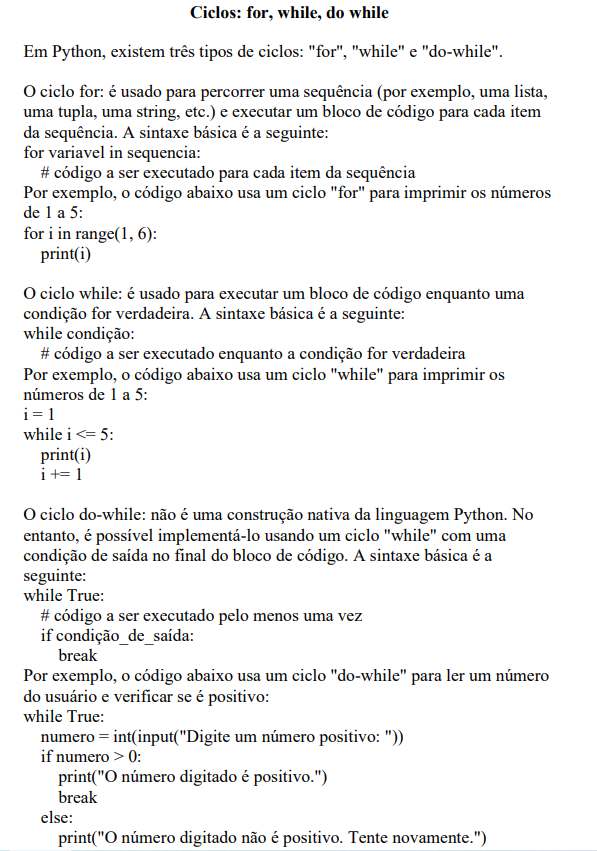 Ciclos: for, while, do while
Em Python, existem três tipos de ciclos: "for", "while" e "do-while".
O ciclo for: é usado para percorrer uma sequência (por exemplo, uma lista,
uma tupla, uma string, etc.) e executar um bloco de código para cada item
da sequência. A sintaxe básica é a seguinte:
for variavel in sequencia:
    # código a ser executado para cada item da sequência
Por exemplo, o código abaixo usa um ciclo "for" para imprimir os números
de 1 a 5:
for i in range(1, 6):
    print(i)
O ciclo while: é usado para executar um bloco de código enquanto uma
condição for verdadeira. A sintaxe básica é a seguinte:
while condição:
    # código a ser executado enquanto a condição for verdadeira
Por exemplo, o código abaixo usa um ciclo "while" para imprimir os
números de 1 a 5:
i = 1
while i <= 5:
    print(i)
    i += 1
O ciclo do-while: não é uma construção nativa da linguagem Python. No
entanto, é possível implementá-lo usando um ciclo "while" com uma
condição de saída no final do bloco de código. A sintaxe básica é a
seguinte:
while True:
    # código a ser executado pelo menos uma vez
    if condição_de_saída:
        break
Por exemplo, o código abaixo usa um ciclo "do-while" para ler um número
do usuário e verificar se é positivo:
while True:
    numero = int(input("Digite um número positivo: "))
    if numero > 0:
        print("O número digitado é positivo.")
        break
    else:
        print("O número digitado não é positivo. Tente novamente.")